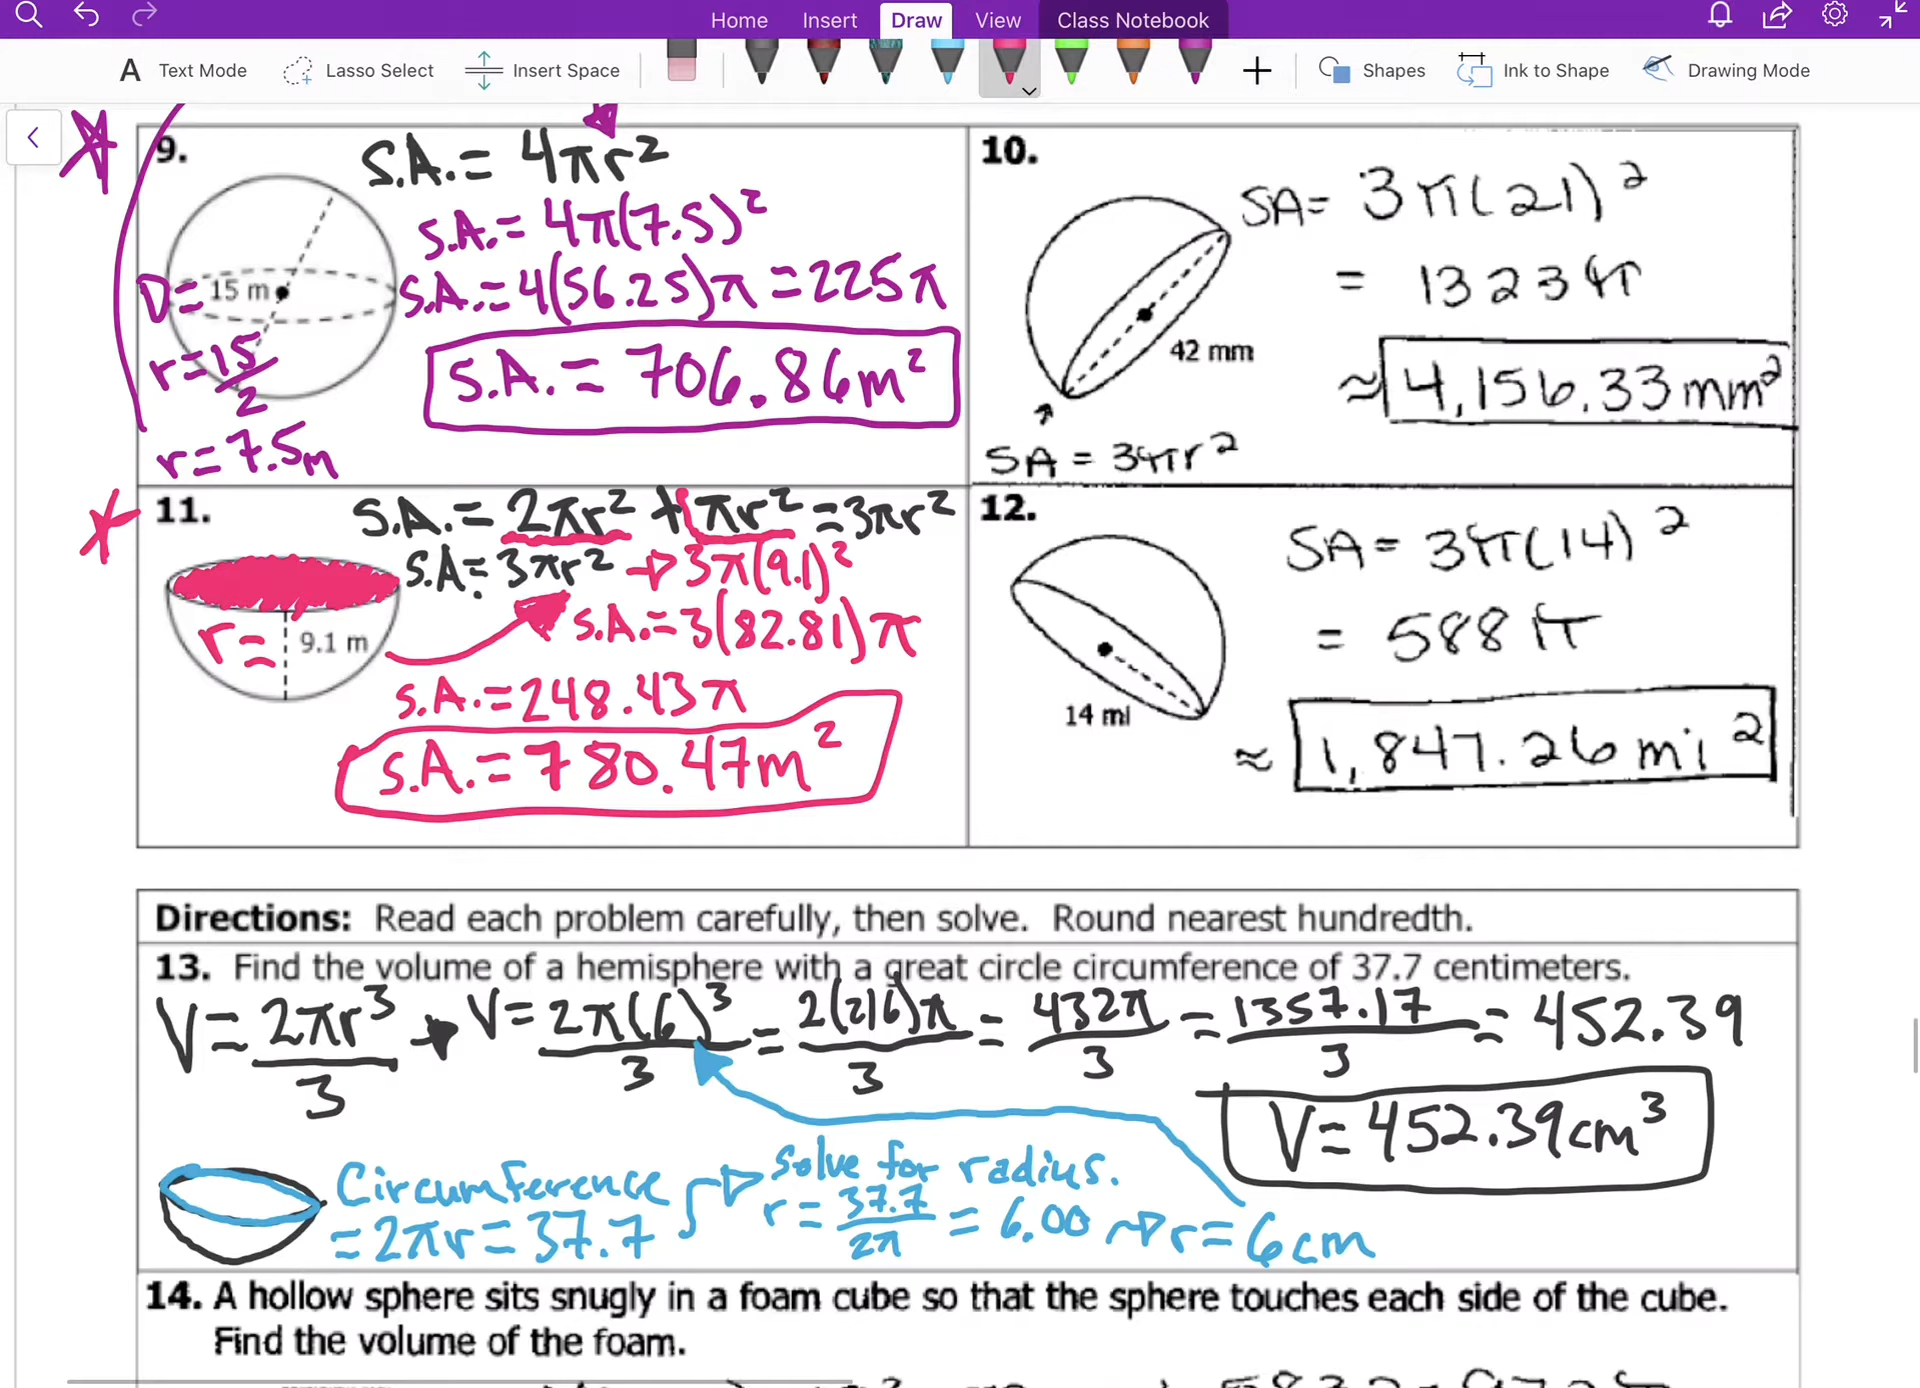 Home Insert Draw View Class Notebook
A Text Mode Lasso Select Insert Space Shapes Ink to Shape Drawing Mode
9.
S.A. = 4πr²
S.A. = 4π(7.5)²
D = 15 m
S.A. = 4(56.25)π = 225π
r = 15/2
S.A. = 706.86m²
r = 7.5m
10.
SA = 3π(21)²
= 1323π
42 mm
≈ 4,156.33 mm²
SA = 3πr²
11.
S.A. = 2πr² + πr² = 3πr²
S.A. = 3πr² → 3π(9.1)²
r = 9.1 m
S.A. = 3(82.81)π
S.A. = 248.43π
S.A. = 780.47m²
12.
SA = 3π(14)²
= 588π
14 mi
≈ 1,847.26 mi²
Directions: Read each problem carefully, then solve. Round nearest hundredth.
13. Find the volume of a hemisphere with a great circle circumference of 37.7 centimeters.
V = 2πr³/3 → V = 2π(6)³/3 = 2(216)π/3 = 432π/3 = 1357.17/3 = 452.39
V = 452.39cm³
Circumference
= 2πr = 37.7
Solve for radius.
r = 37.7/2π = 6.00 → r = 6cm
14. A hollow sphere sits snugly in a foam cube so that the sphere touches each side of the cube.
Find the volume of the foam.